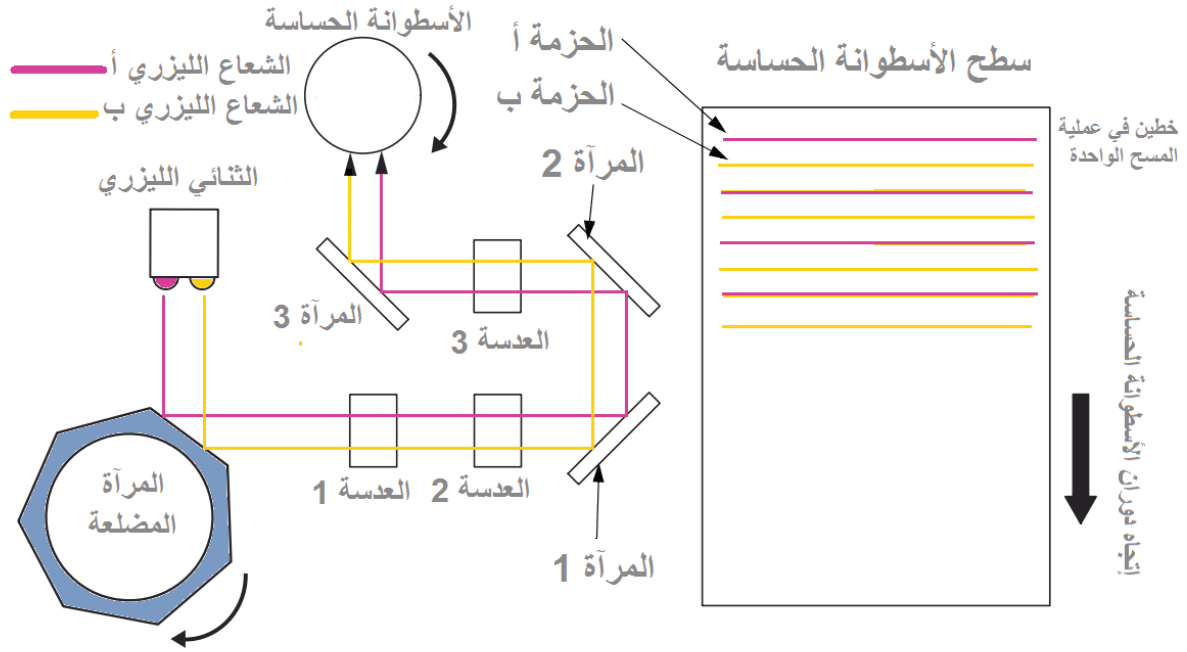 الأسطوانة الحساسة
الشعاع الليزري أ
الشعاع الليزري ب
الثنائي الليزري
المرآة 2
المرآة 3
العدسة 3
العدسة 1
العدسة 2
المرآة 1
المرآة
المضلعة
الحزمة أ
الحزمة ب
سطح الأسطوانة الحساسة
خطين في عملية
المسح الواحدة
إتجاه دوران الأسطوانة الحساسة